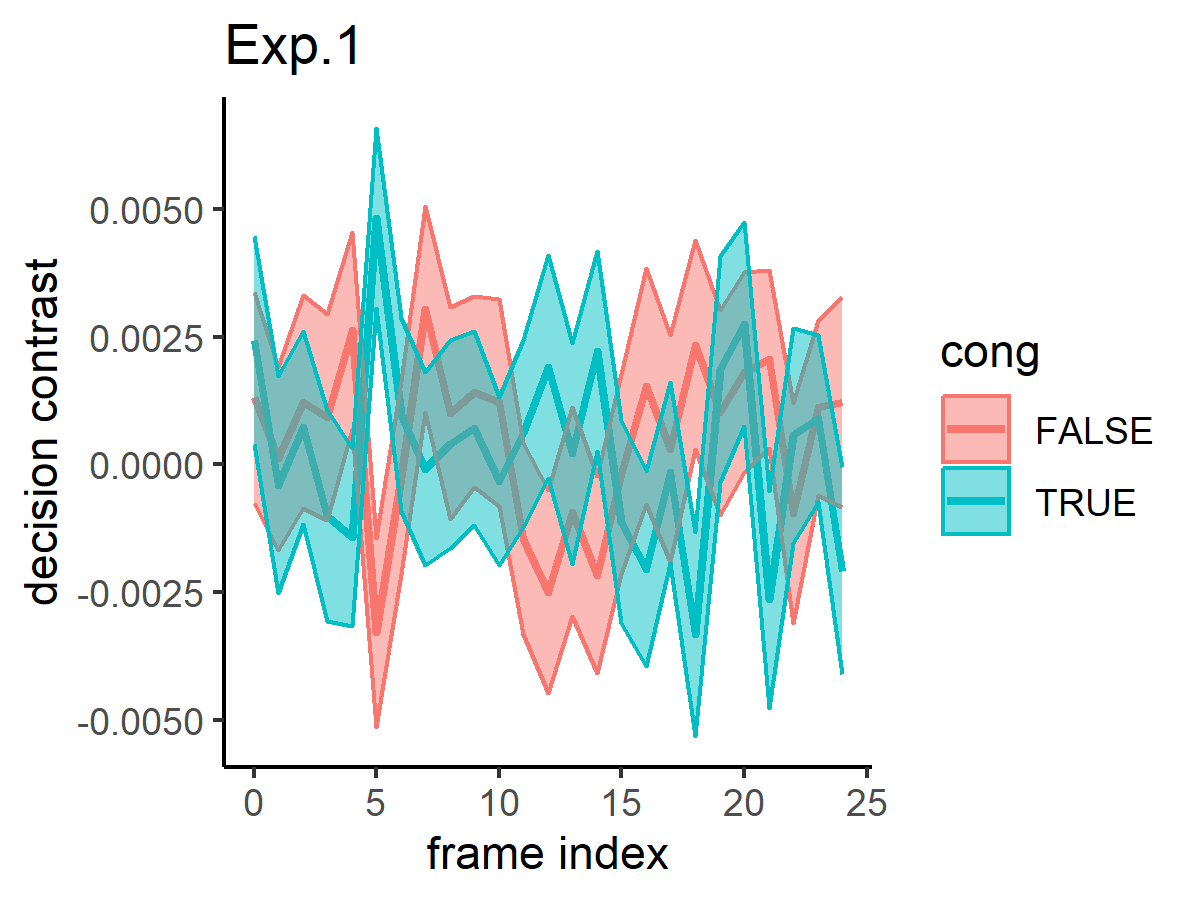 Exp.1
decision contrast
0.0050
0.0025
0.0000
-0.0025
-0.0050
0 5 10 15 20 25
frame index
cong
FALSE
TRUE